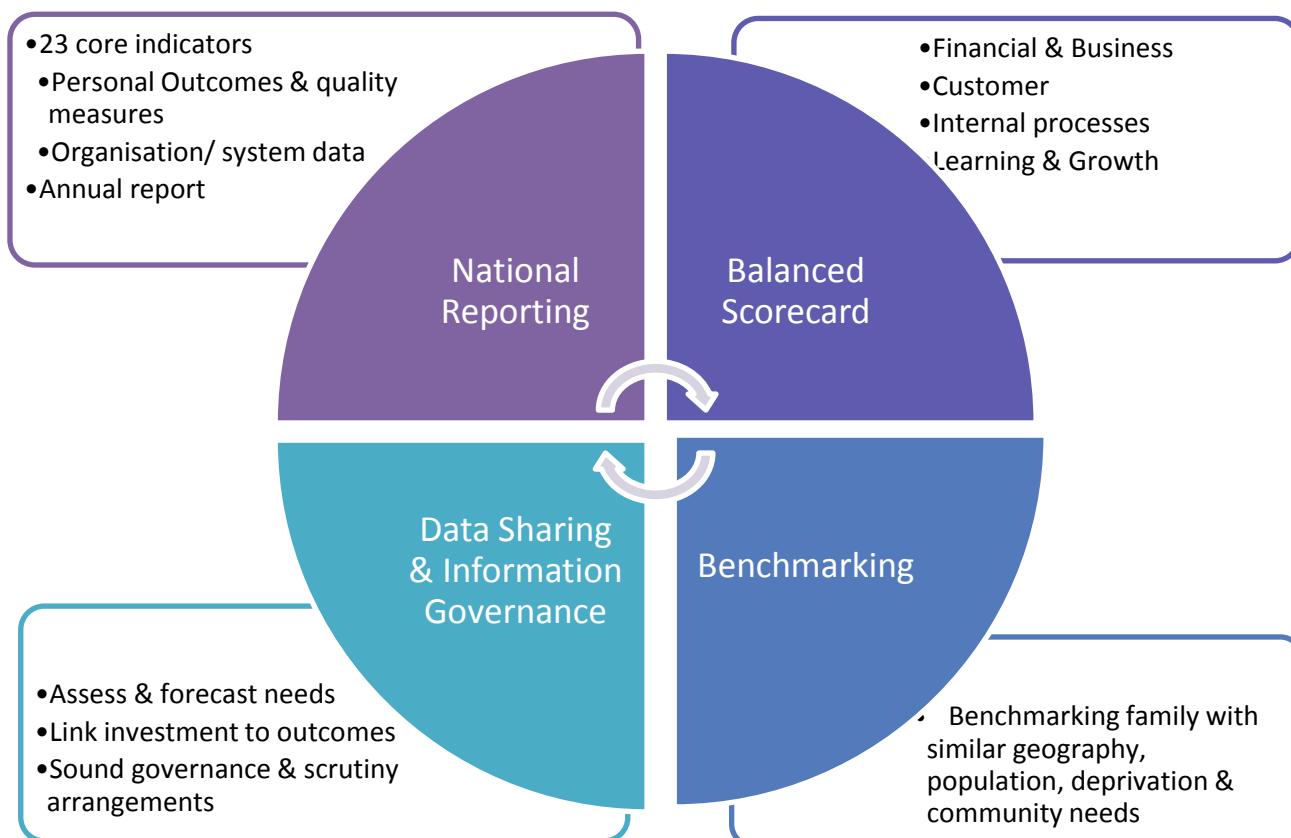 •23 core indicators
•Personal Outcomes & quality
measures
•Organisation/ system data
•Annual report
•Financial & Business
•Customer
•Internal processes
•Learning & Growth
National
Reporting
Balanced
Scorecard
Data Sharing
& Information
Governance
Benchmarking
•Assess & forecast needs
•Link investment to outcomes
•Sound governance & scrutiny
arrangements
• Benchmarking family with
similar geography,
population, deprivation &
community needs